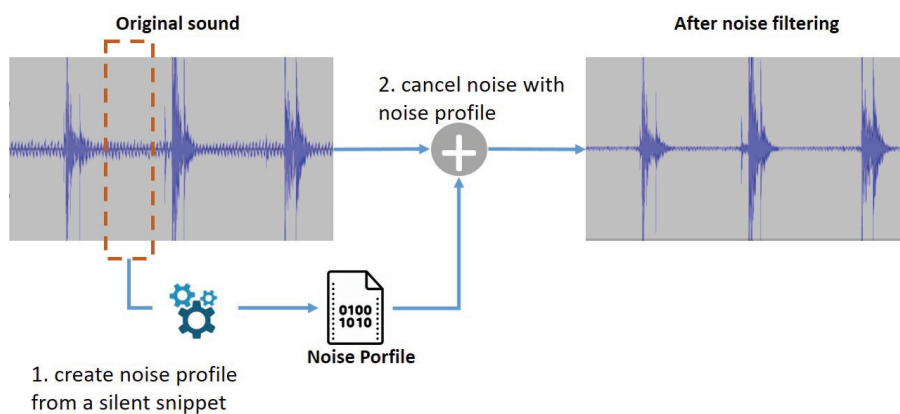 Original sound
After noise filtering
2. cancel noise with
noise profile
0100
1010
Noise Porfile
1. create noise profile
from a silent snippet